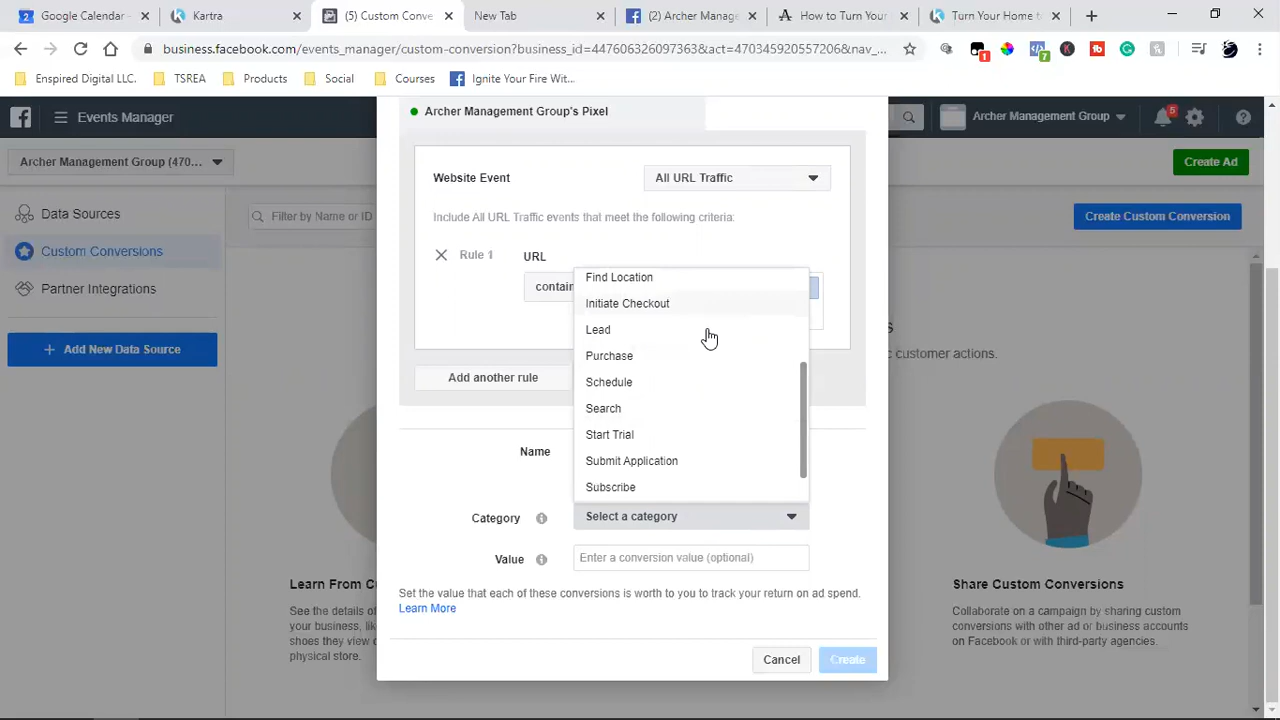 Google Calendar -
Kartra
(5) Custom Conve
New Tab
(2) Archer Manage
How to Turn Your
Turn Your Home to
business.facebook.com/events_manager/custom-conversion?business_id=447606326097363&act=470345920557206&nav_...
Enspired Digital LLC.
TSREA
Products
Social
Courses
Ignite Your Fire Wit...
Events Manager
Archer Management Group
5
Archer Management Group (470...
Create Ad
Data Sources
Custom Conversions
Partner Integrations
Add New Data Source
Filter by Name or ID
Create Custom Conversion
Archer Management Group's Pixel
Website Event
All URL Traffic
Include All URL Traffic events that meet the following criteria:
Rule 1
URL
contain
Find Location
Initiate Checkout
Lead
Purchase
Schedule
Search
Start Trial
Submit Application
Subscribe
Add another rule
Name
Category
Select a category
Value
Enter a conversion value (optional)
Set the value that each of these conversions is worth to you to track your return on ad spend.
Learn More
Cancel
Create
c customer actions.
Learn From C
See the details of
your business, lik
shoes they view o
physical store.
Share Custom Conversions
Collaborate on a campaign by sharing custom
conversions with other ad or business accounts
on Facebook or with third-party agencies.